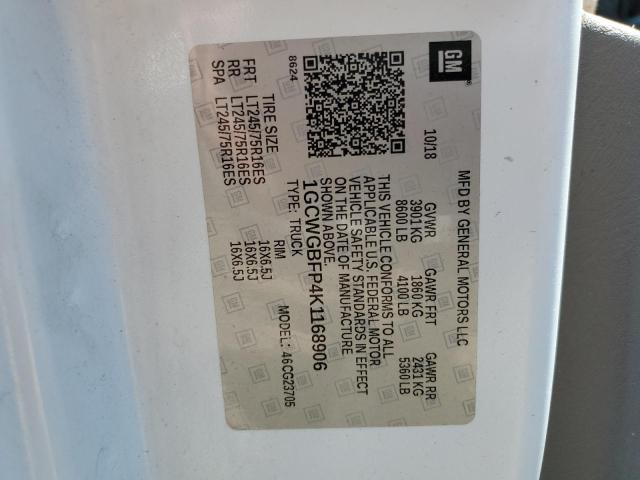 GM
MFD BY GENERAL MOTORS LLC
10/18 GVWR GAWR FRT GAWR RR
3901 KG 1860 KG 2431 KG
8600 LB 4100 LB 5360 LB
THIS VEHICLE CONFORMS TO ALL
APPLICABLE U.S. FEDERAL MOTOR
VEHICLE SAFETY STANDARDS IN EFFECT
ON THE DATE OF MANUFACTURE
SHOWN ABOVE.
1GCWGBFP4K1168906
8624 TYPE: TRUCK MODEL: 46CG23705
TIRE SIZE RIM
FRT LT245/75R16ES 16X6.5J
RR LT245/75R16ES 16X6.5J
SPA LT245/75R16ES 16X6.5J